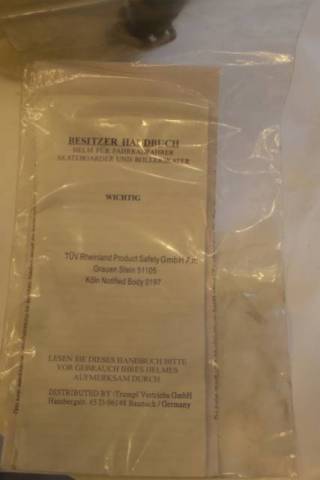 BESITZER HANDBUCH
HELM FÜR FAHRRADFAHRER
SKATEBOARDER UND ROLLERSKATER
WICHTIG
TÜV Rheinland Product Safety GmbH Am
Grauen Stein 51105
Köln Notified Body 0197
LESEN SIE DIESES HANDBUCH BITTE
VOR GEBRAUCH IHRES HELMES
AUFMERKSAM DURCH
DISTRIBUTED BY :Trumpf Vertriebs GmbH
45 D-96148 Baunach / Germany